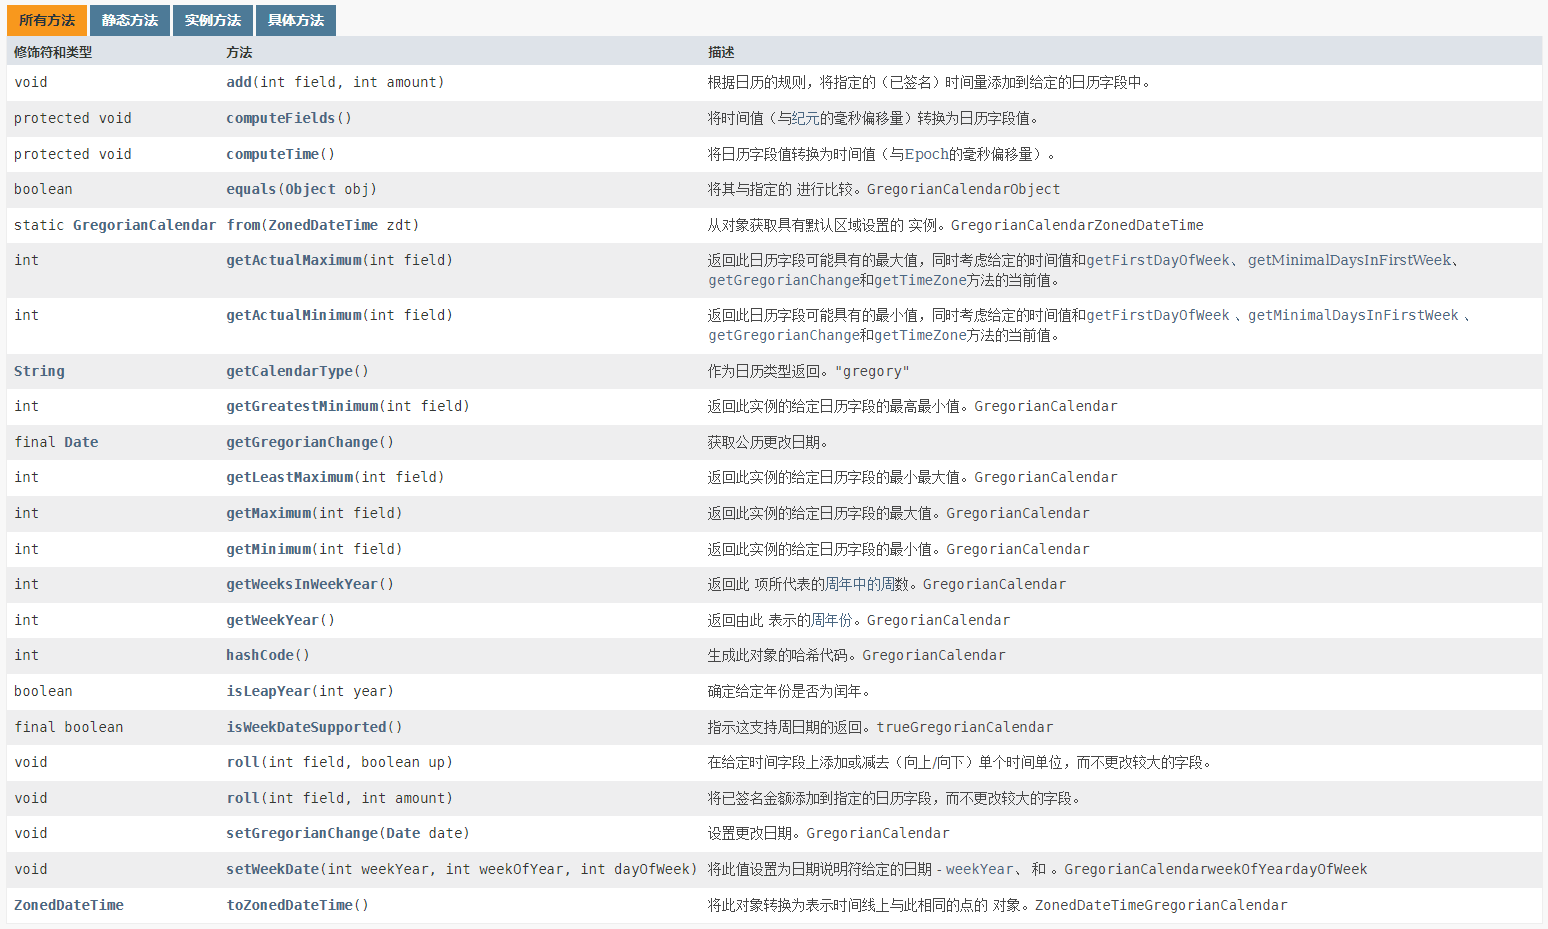 所有方法 静态方法 实例方法 具体方法
修饰符和类型 方法 描述
void add(int field, int amount) 根据日历的规则，将指定的（已签名）时间量添加到给定的日历字段中。
protected void computeFields() 将时间值（与纪元的毫秒偏移量）转换为日历字段值。
protected void computeTime() 将日历字段值转换为时间值（与Epoch的毫秒偏移量）。
boolean equals(Object obj) 将其与指定的 进行比较。GregorianCalendarObject
static GregorianCalendar from(ZonedDateTime zdt) 从对象获取具有默认区域设置的 实例。GregorianCalendarZonedDateTime
int getActualMaximum(int field) 返回此日历字段可能具有的最大值，同时考虑给定的时间值和getFirstDayOfWeek、 getMinimalDaysInFirstWeek、
getGregorianChange和getTimeZone方法的当前值。
int getActualMinimum(int field) 返回此日历字段可能具有的最小值，同时考虑给定的时间值和getFirstDayOfWeek 、getMinimalDaysInFirstWeek 、
getGregorianChange和getTimeZone方法的当前值。
String getCalendarType() 作为日历类型返回。"gregory"
int getGreatestMinimum(int field) 返回此实例的给定日历字段的最高最小值。GregorianCalendar
final Date getGregorianChange() 获取公历更改日期。
int getLeastMaximum(int field) 返回此实例的给定日历字段的最小最大值。GregorianCalendar
int getMaximum(int field) 返回此实例的给定日历字段的最大值。GregorianCalendar
int getMinimum(int field) 返回此实例的给定日历字段的最小值。GregorianCalendar
int getWeeksInWeekYear() 返回此 项所代表的周年中的周数。GregorianCalendar
int getWeekYear() 返回由此 表示的周年份。GregorianCalendar
int hashCode() 生成此对象的哈希代码。GregorianCalendar
boolean isLeapYear(int year) 确定给定年份是否为闰年。
final boolean isWeekDateSupported() 指示这支持周日期的返回。trueGregorianCalendar
void roll(int field, boolean up) 在给定时间字段上添加或减去（向上/向下）单个时间单位，而不更改较大的字段。
void roll(int field, int amount) 将已签名金额添加到指定的日历字段，而不更改较大的字段。
void setGregorianChange(Date date) 设置更改日期。GregorianCalendar
void setWeekDate(int weekYear, int weekOfYear, int dayOfWeek) 将此值设置为日期说明符给定的日期 - weekYear、 和 。GregorianCalendarweekOfYeardayOfWeek
ZonedDateTime toZonedDateTime() 将此对象转换为表示时间线上与此相同的点的 对象。ZonedDateTimeGregorianCalendar